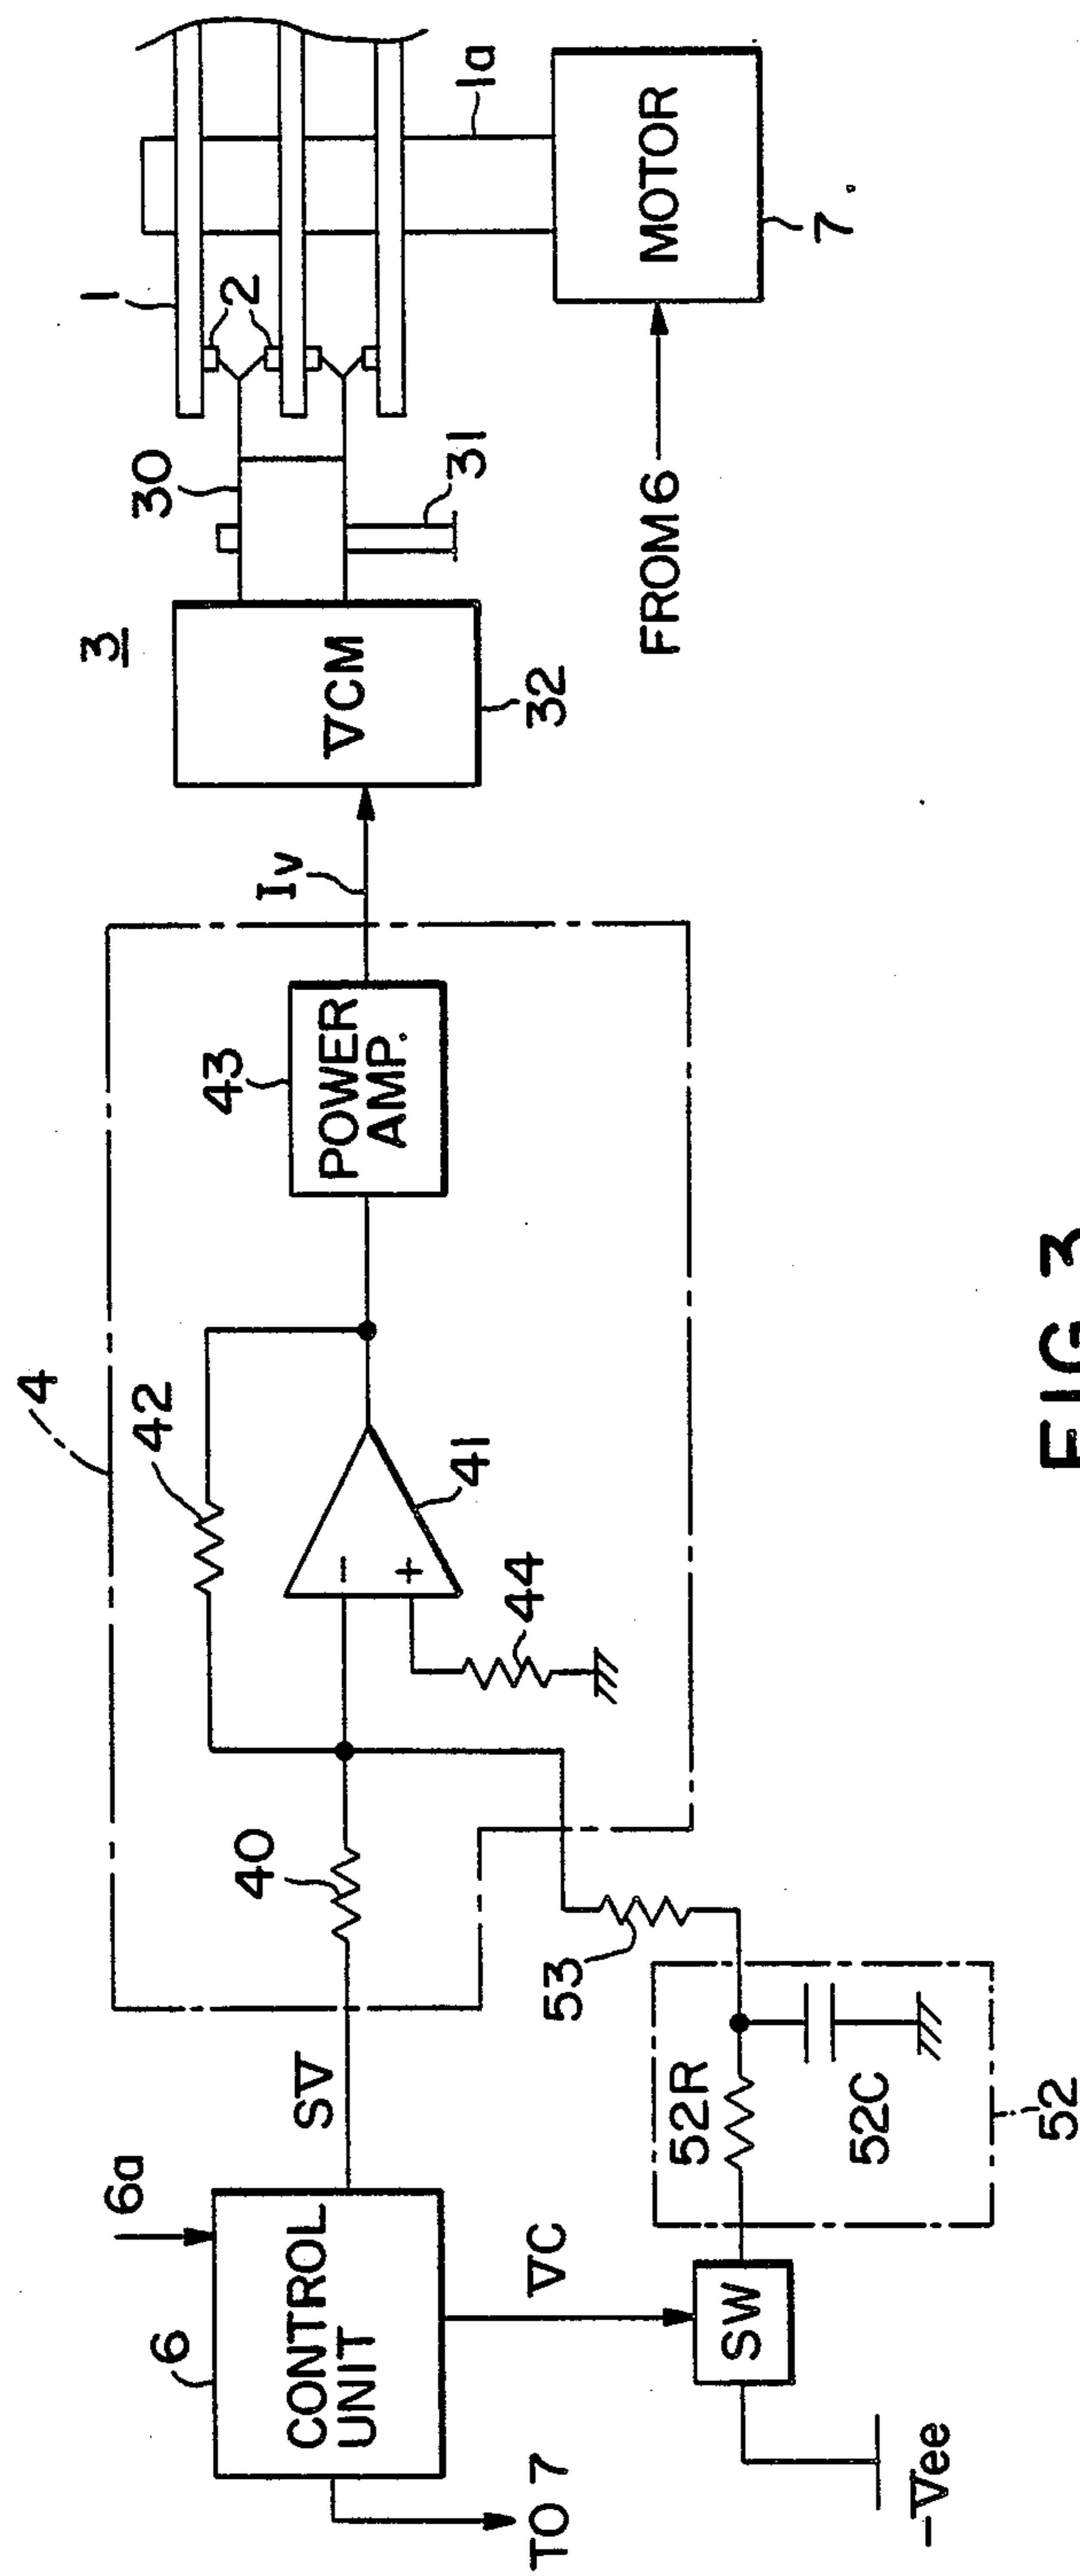 6
6a
CONTROL
UNIT
TO 7
SV
VC
SW
-Vee
52R
52C
52
53
4
40
42
41
-
+
44
43
POWER
AMP.
Iv
3
VCM
32
30
31
1
2
1a
FROM 6
MOTOR
7
FIG 3